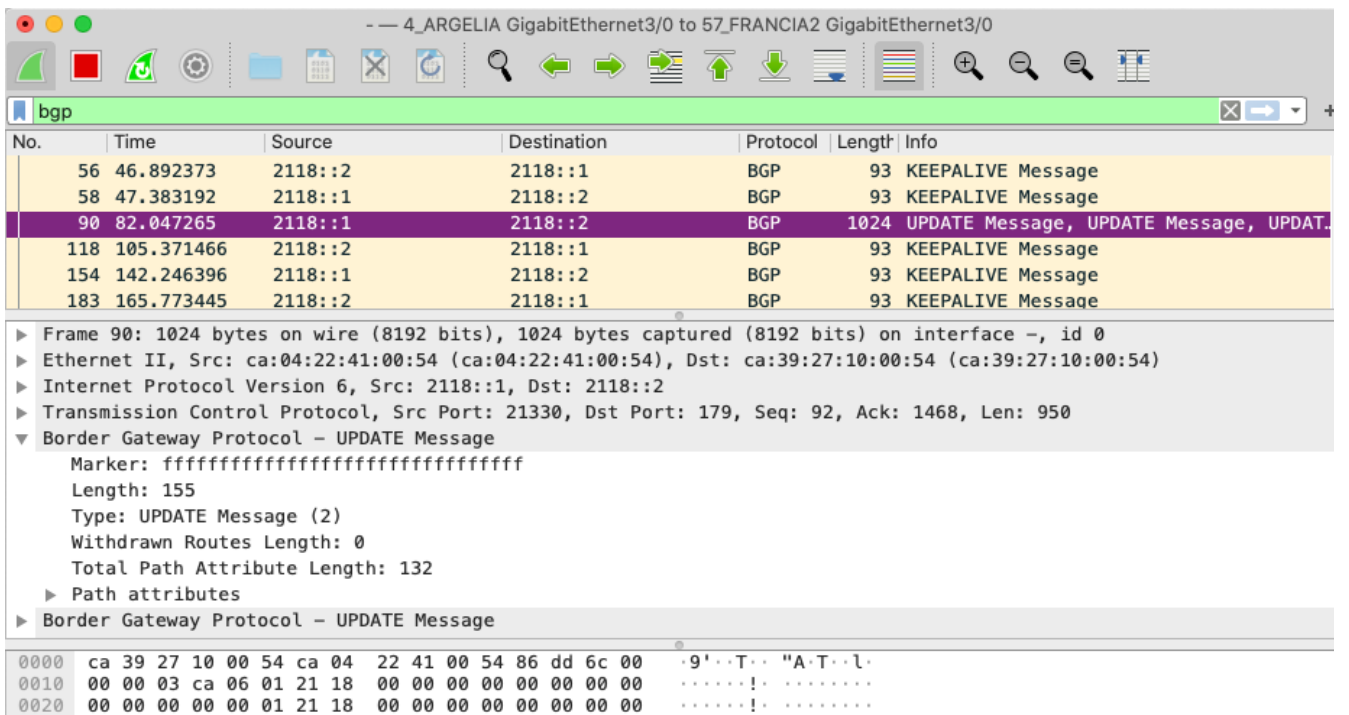 - — 4_ARGELIA GigabitEthernet3/0 to 57_FRANCIA2 GigabitEthernet3/0
bgp
No. Time Source Destination Protocol Length Info
56 46.892373 2118::2 2118::1 BGP 93 KEEPALIVE Message
58 47.383192 2118::1 2118::2 BGP 93 KEEPALIVE Message
90 82.047265 2118::1 2118::2 BGP 1024 UPDATE Message, UPDATE Message, UPDAT…
118 105.371466 2118::2 2118::1 BGP 93 KEEPALIVE Message
154 142.246396 2118::1 2118::2 BGP 93 KEEPALIVE Message
183 165.773445 2118::2 2118::1 BGP 93 KEEPALIVE Message
Frame 90: 1024 bytes on wire (8192 bits), 1024 bytes captured (8192 bits) on interface -, id 0
Ethernet II, Src: ca:04:22:41:00:54 (ca:04:22:41:00:54), Dst: ca:39:27:10:00:54 (ca:39:27:10:00:54)
Internet Protocol Version 6, Src: 2118::1, Dst: 2118::2
Transmission Control Protocol, Src Port: 21330, Dst Port: 179, Seq: 92, Ack: 1468, Len: 950
Border Gateway Protocol - UPDATE Message
Marker: ffffffffffffffffffffffffffffffff
Length: 155
Type: UPDATE Message (2)
Withdrawn Routes Length: 0
Total Path Attribute Length: 132
Path attributes
Border Gateway Protocol - UPDATE Message
0000 ca 39 27 10 00 54 ca 04 22 41 00 54 86 dd 6c 00 ·9'··T·· "A·T··l·
0010 00 00 03 ca 06 01 21 18 00 00 00 00 00 00 00 00 ······!· ········
0020 00 00 00 00 00 01 21 18 00 00 00 00 00 00 00 00 ······!· ········